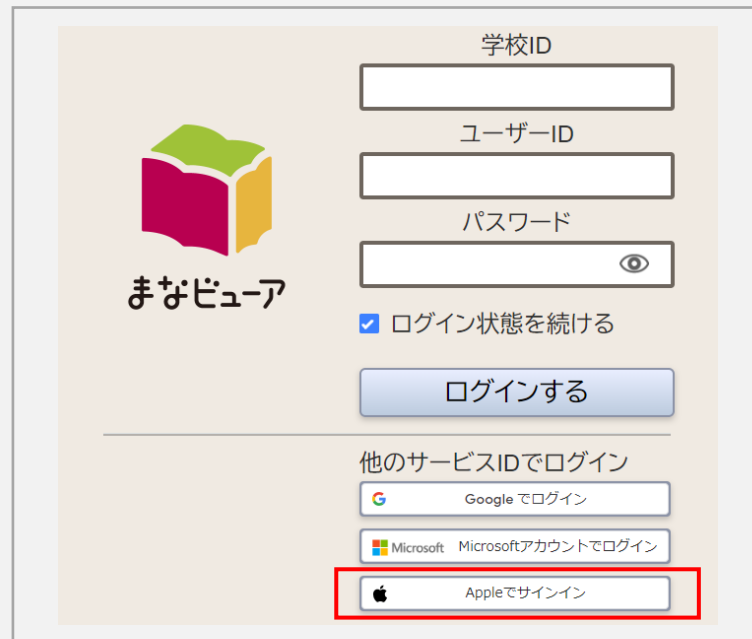 学校ID
ユーザーID
パスワード
まなビューア
ログイン状態を続ける
ログインする
他のサービスIDでログイン
Google でログイン
Microsoft Microsoftアカウントでログイン
Appleでサインイン